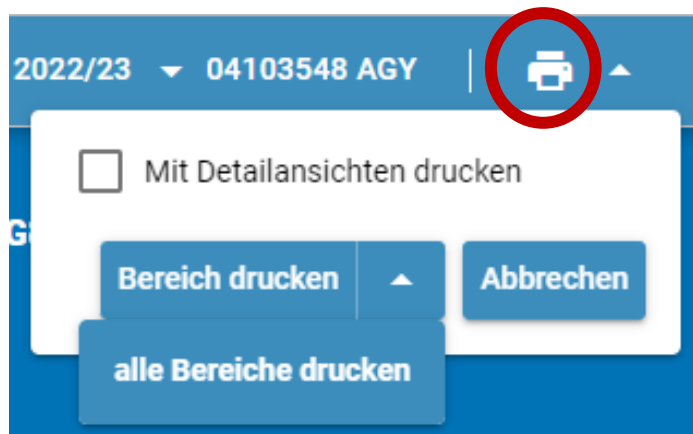 2022/23 04103548 AGY
Mit Detailansichten drucken
Bereich drucken Abbrechen
alle Bereiche drucken